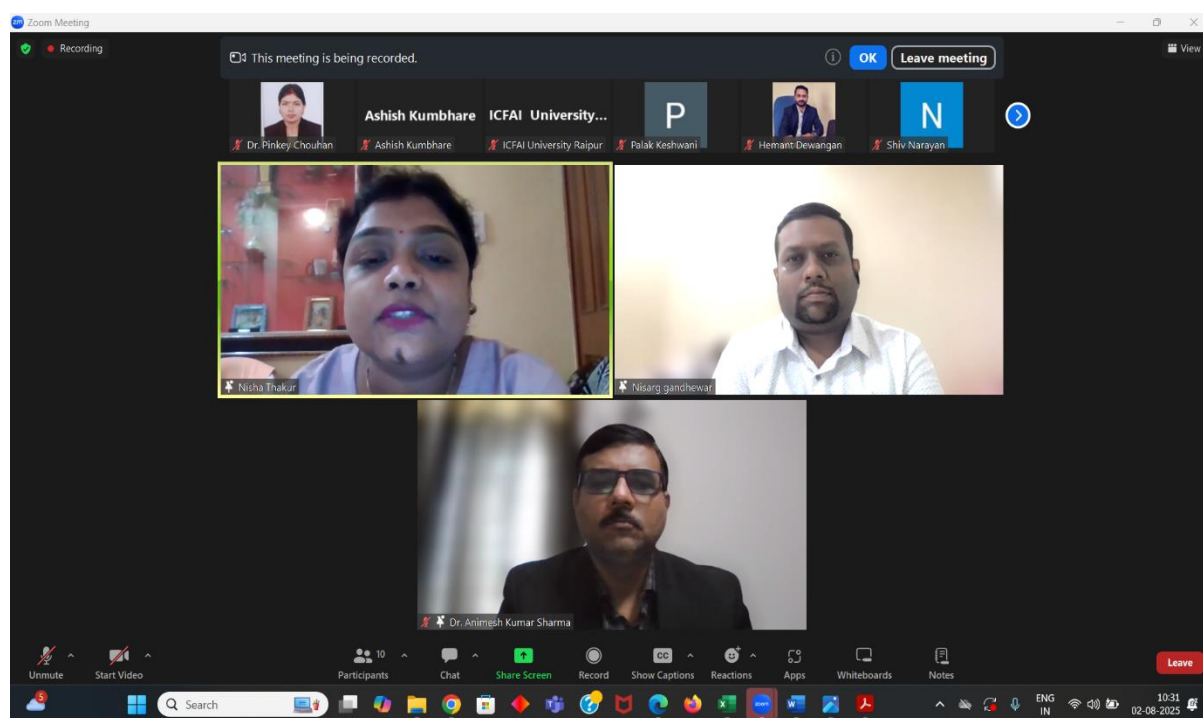 zm Zoom Meeting
Recording
This meeting is being recorded.
OK
Leave meeting
View
Ashish Kumbhare
ICFAI University...
P
N
Dr. Pinkey Chouhan
Ashish Kumbhare
ICFAI University Raipur
Palak Keshwani
Hemant Dewangan
Shiv Narayan
Nisha Thakur
Nisarg gandhewar
Dr. Animesh Kumar Sharma
Unmute
Start Video
10
Participants
Chat
Share Screen
Record
CC
Show Captions
Reactions
Apps
Whiteboards
Notes
Leave
5
Search
zoom
ENG
IN
10:31
02-08-2025